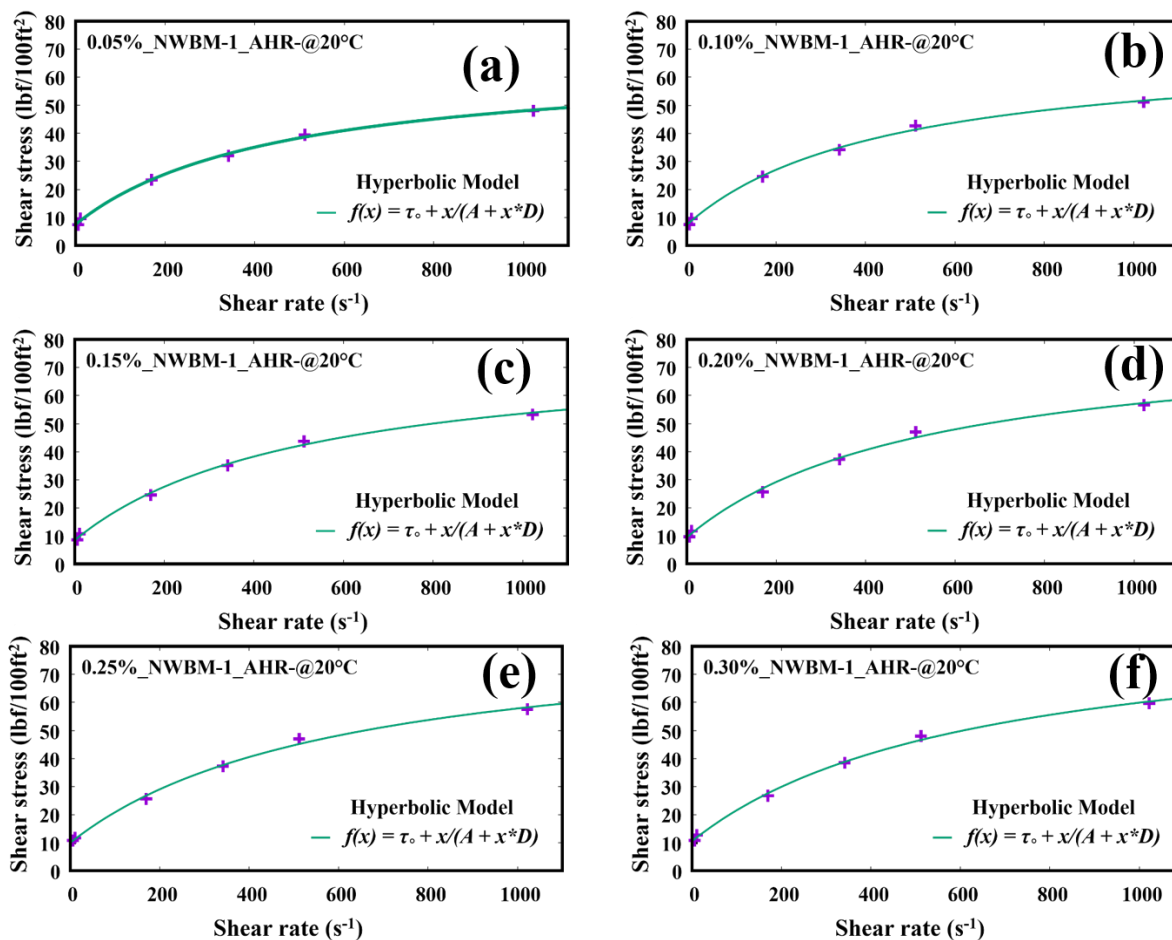 0.05%_NWBM-1_AHR-@20°C
(a)
Shear stress (lbf/100ft²)
80
70
60
50
40
30
20
10
0
Hyperbolic Model
f(x) = τ₀ + x/(A + x*D)
0 200 400 600 800 1000
Shear rate (s⁻¹)
0.10%_NWBM-1_AHR-@20°C
(b)
Shear stress (lbf/100ft²)
80
70
60
50
40
30
20
10
0
Hyperbolic Model
f(x) = τ₀ + x/(A + x*D)
0 200 400 600 800 1000
Shear rate (s⁻¹)
0.15%_NWBM-1_AHR-@20°C
(c)
Shear stress (lbf/100ft²)
80
70
60
50
40
30
20
10
0
Hyperbolic Model
f(x) = τ₀ + x/(A + x*D)
0 200 400 600 800 1000
Shear rate (s⁻¹)
0.20%_NWBM-1_AHR-@20°C
(d)
Shear stress (lbf/100ft²)
80
70
60
50
40
30
20
10
0
Hyperbolic Model
f(x) = τ₀ + x/(A + x*D)
0 200 400 600 800 1000
Shear rate (s⁻¹)
0.25%_NWBM-1_AHR-@20°C
(e)
Shear stress (lbf/100ft²)
80
70
60
50
40
30
20
10
0
Hyperbolic Model
f(x) = τ₀ + x/(A + x*D)
0 200 400 600 800 1000
Shear rate (s⁻¹)
0.30%_NWBM-1_AHR-@20°C
(f)
Shear stress (lbf/100ft²)
80
70
60
50
40
30
20
10
0
Hyperbolic Model
f(x) = τ₀ + x/(A + x*D)
0 200 400 600 800 1000
Shear rate (s⁻¹)